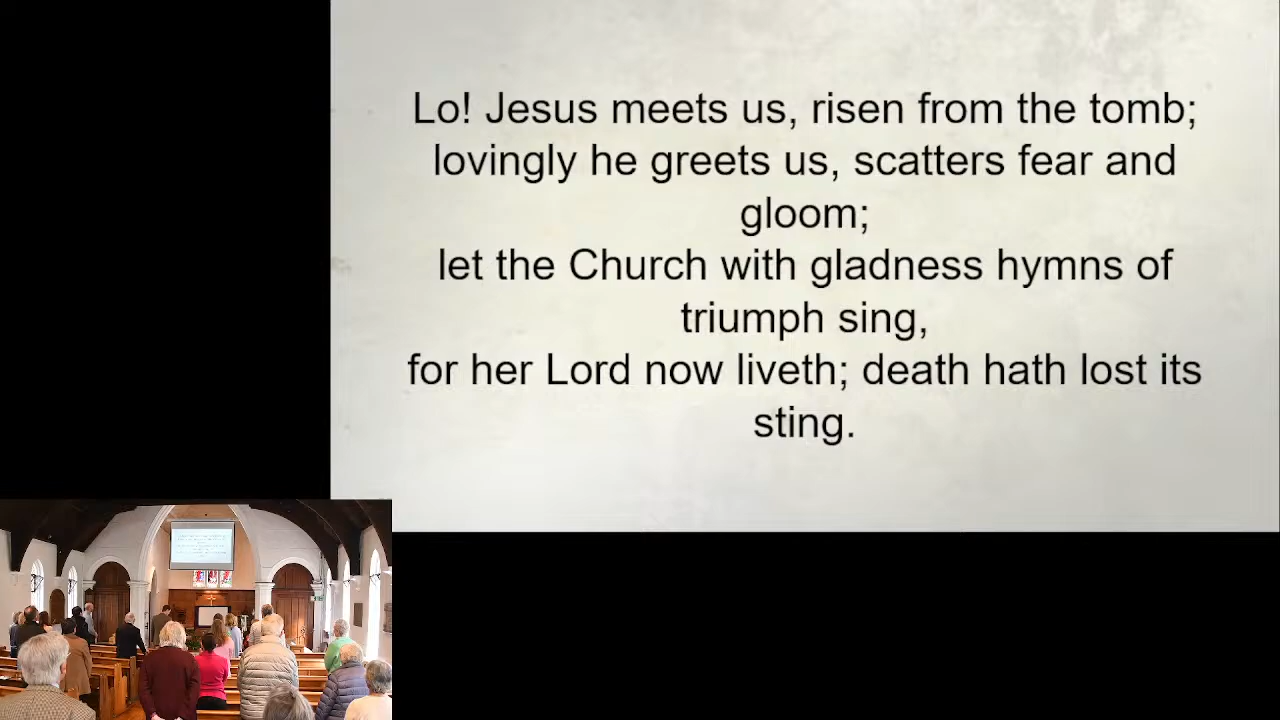 Lo! Jesus meets us, risen from the tomb;
lovingly he greets us, scatters fear and
gloom;
let the Church with gladness hymns of
triumph sing,
for her Lord now liveth; death hath lost its
sting.